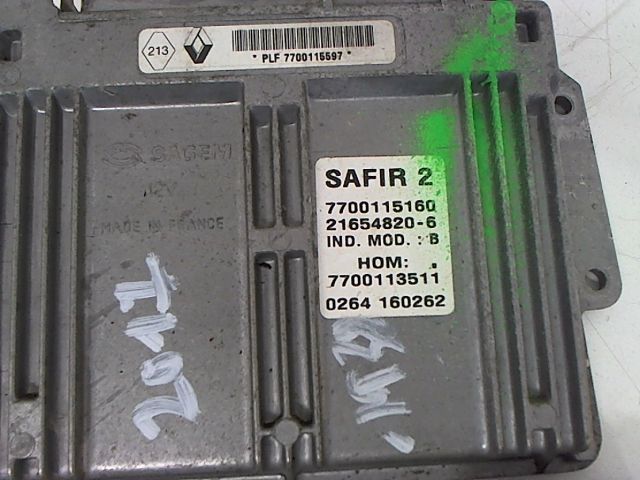 213
* PLF 7700115597 *
SAGEM
12V
MADE IN FRANCE
SAFIR 2
7700115160
21654820-6
IND. MOD. : B
HOM:
7700113511
0264 160262